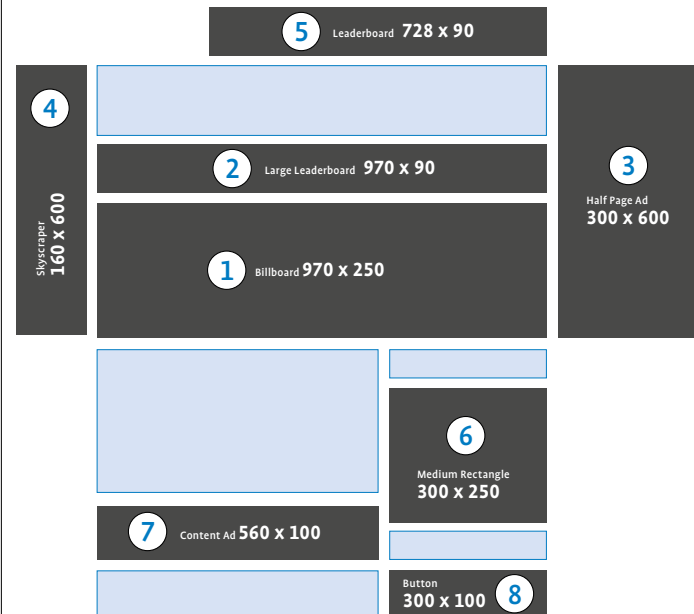 5 Leaderboard 728 x 90
4
Skyscraper
160 x 600
2 Large Leaderboard 970 x 90
3
Half Page Ad
300 x 600
1 Billboard 970 x 250
6
Medium Rectangle
300 x 250
7 Content Ad 560 x 100
Button
300 x 100 8